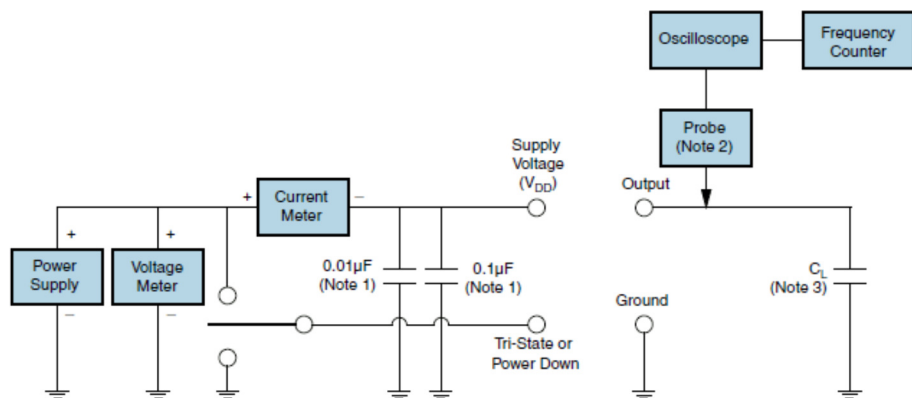 Oscilloscope
Frequency
Counter
Probe
(Note 2)
Supply
Voltage
(VDD)
Output
+
Current
Meter
–
+
Power
Supply
–
+
Voltage
Meter
–
0.01µF
(Note 1)
0.1µF
(Note 1)
CL
(Note 3)
Ground
Tri-State or
Power Down